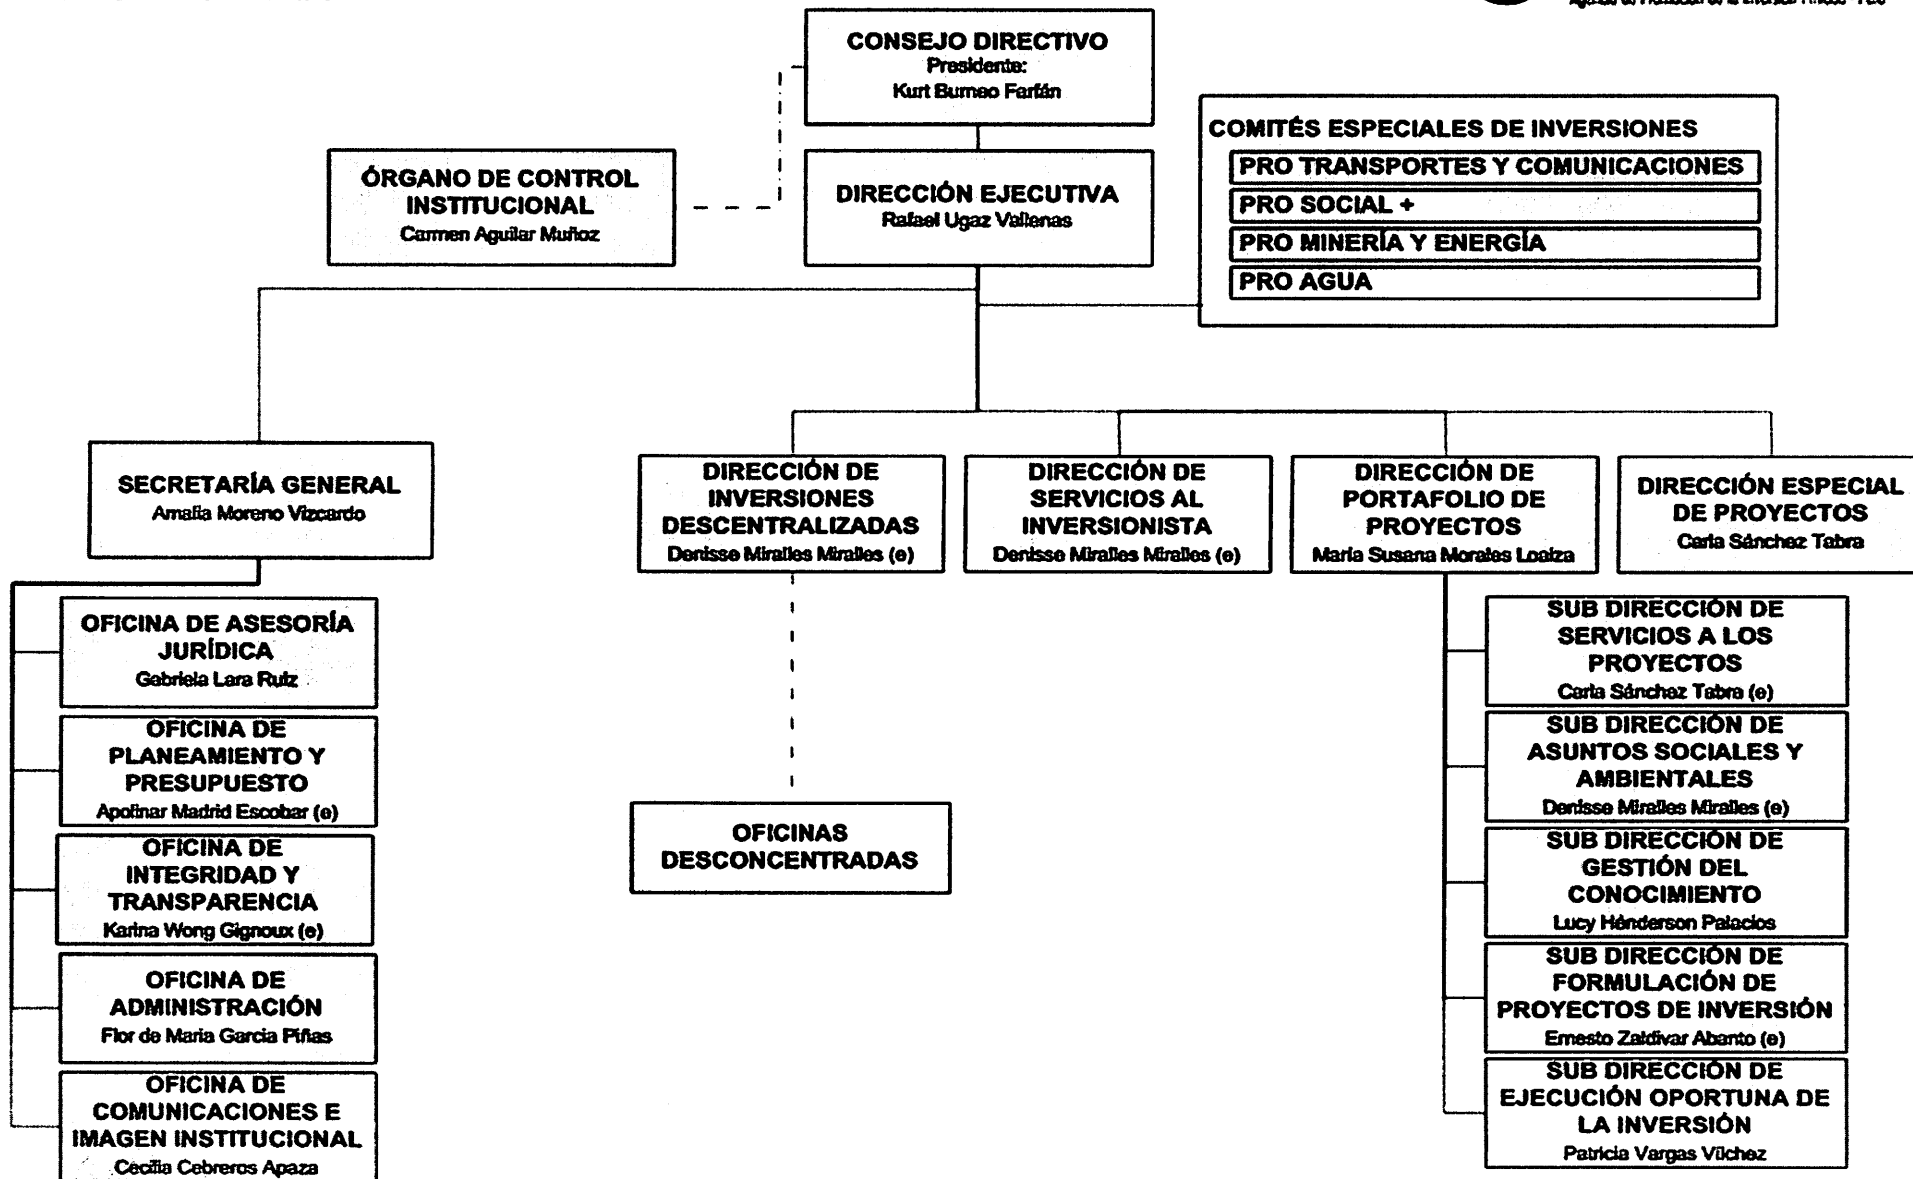 CONSEJO DIRECTIVO
Presidente:
Kurt Burneo Farfán
ÓRGANO DE CONTROL
INSTITUCIONAL
Carmen Aguilar Muñoz
DIRECCIÓN EJECUTIVA
Rafael Ugaz Vallenas
COMITÉS ESPECIALES DE INVERSIONES
PRO TRANSPORTES Y COMUNICACIONES
PRO SOCIAL +
PRO MINERÍA Y ENERGÍA
PRO AGUA
SECRETARÍA GENERAL
Amalia Moreno Vizcardo
DIRECCIÓN DE
INVERSIONES
DESCENTRALIZADAS
Denisse Miralles Miralles (e)
DIRECCIÓN DE
SERVICIOS AL
INVERSIONISTA
Denisse Miralles Miralles (e)
DIRECCIÓN DE
PORTAFOLIO DE
PROYECTOS
María Susana Morales Loaiza
DIRECCIÓN ESPECIAL
DE PROYECTOS
Carla Sánchez Tabra
OFICINA DE ASESORÍA
JURÍDICA
Gabriela Lara Ruiz
OFICINA DE
PLANEAMIENTO Y
PRESUPUESTO
Apolinar Madrid Escobar (e)
OFICINA DE
INTEGRIDAD Y
TRANSPARENCIA
Karina Wong Gignoux (e)
OFICINA DE
ADMINISTRACIÓN
Flor de Maria Garcia Piñas
OFICINA DE
COMUNICACIONES E
IMAGEN INSTITUCIONAL
Cecilia Cebreros Apaza
OFICINAS
DESCONCENTRADAS
SUB DIRECCIÓN DE
SERVICIOS A LOS
PROYECTOS
Carla Sánchez Tabra (e)
SUB DIRECCIÓN DE
ASUNTOS SOCIALES Y
AMBIENTALES
Denisse Miralles Miralles (e)
SUB DIRECCIÓN DE
GESTIÓN DEL
CONOCIMIENTO
Lucy Hénderson Palacios
SUB DIRECCIÓN DE
FORMULACIÓN DE
PROYECTOS DE INVERSIÓN
Ernesto Zaldivar Abanto (e)
SUB DIRECCIÓN DE
EJECUCIÓN OPORTUNA DE
LA INVERSIÓN
Patricia Vargas Vílchez